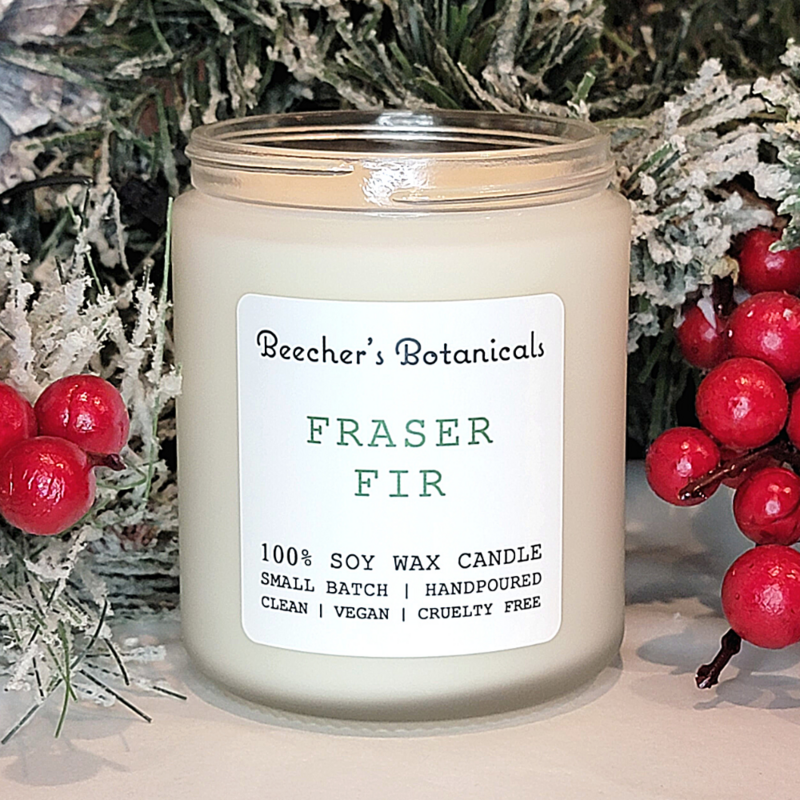 Beecher's Botanicals
FRASER
FIR
100% SOY WAX CANDLE
SMALL BATCH | HANDPOURED
CLEAN | VEGAN | CRUELTY FREE